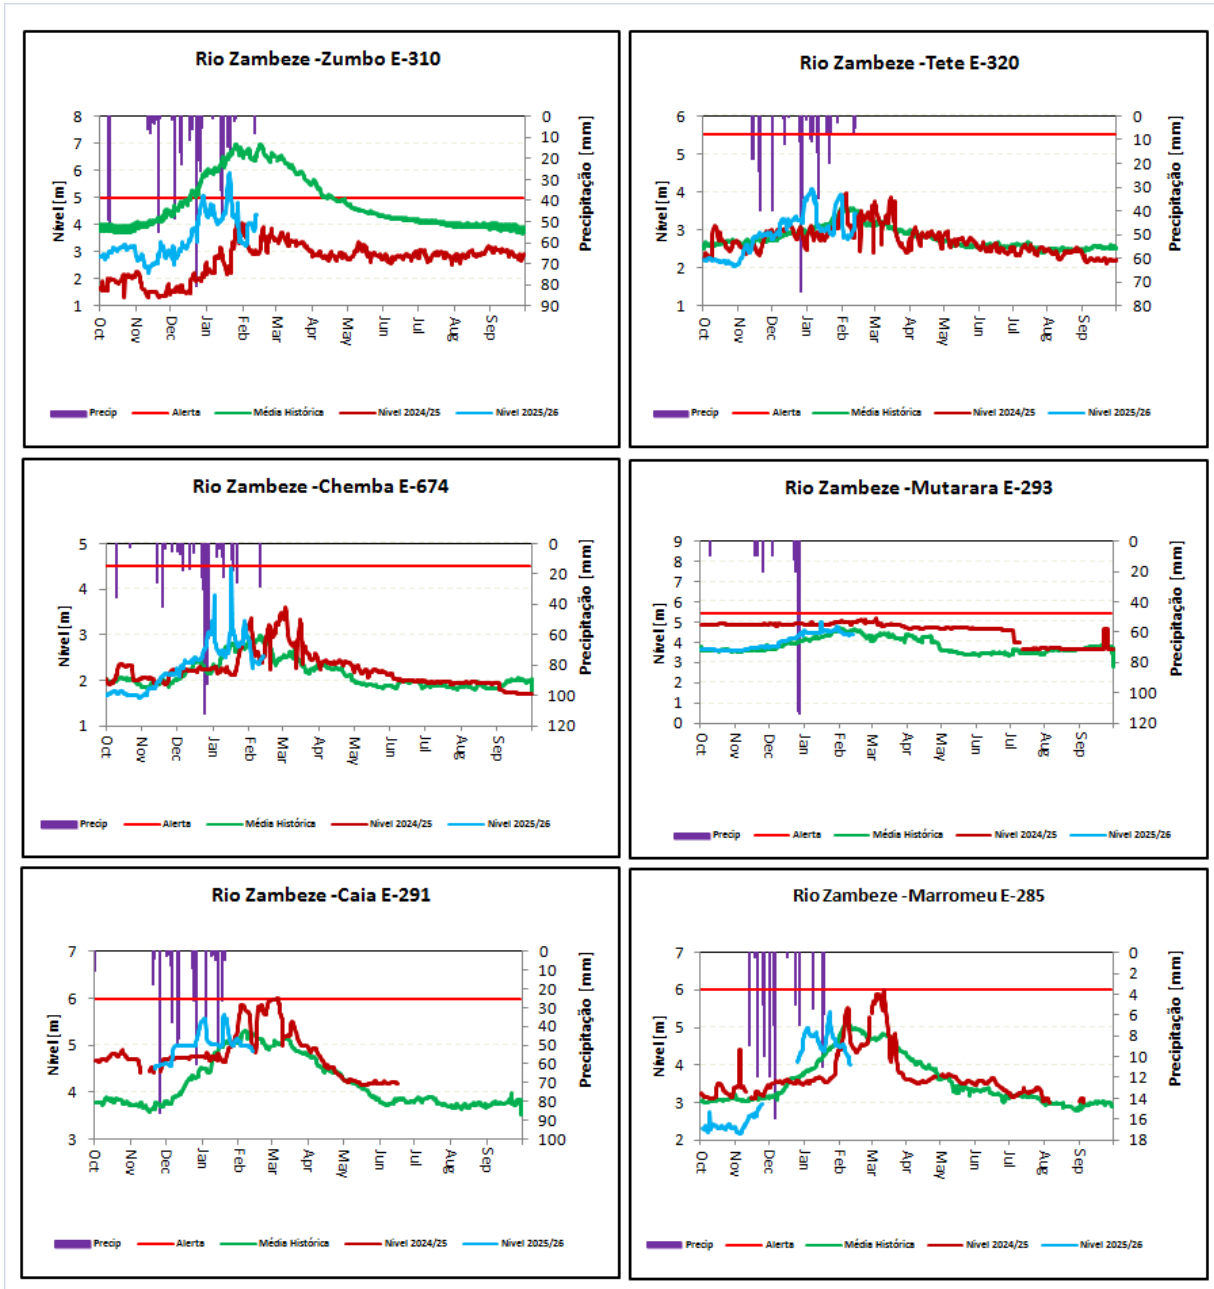 Rio Zambeze -Zumbo E-310
8
7
6
5
4
3
2
1
Nível [m]
0
10
20
30
40
50
60
70
80
90
Precipitação [mm]
Oct
Nov
Dec
Jan
Feb
Mar
Apr
May
Jun
Jul
Aug
Sep
Precip Alerta Média Histórica Nivel 2024/25 Nivel 2025/26
Rio Zambeze -Tete E-320
6
5
4
3
2
1
Nível [m]
0
10
20
30
40
50
60
70
80
Precipitação [mm]
Oct
Nov
Dec
Jan
Feb
Mar
Apr
May
Jun
Jul
Aug
Sep
Precip Alerta Média Histórica Nivel 2024/25 Nivel 2025/26
Rio Zambeze -Chemba E-674
5
4
3
2
1
Nível [m]
0
20
40
60
80
100
120
Precipitação [mm]
Oct
Nov
Dec
Jan
Feb
Mar
Apr
May
Jun
Jul
Aug
Sep
Precip Alerta Média Histórica Nivel 2024/25 Nivel 2025/26
Rio Zambeze -Mutarara E-293
9
8
7
6
5
4
3
2
1
0
Nível [m]
0
20
40
60
80
100
120
Precipitação [mm]
Oct
Nov
Dec
Jan
Feb
Mar
Apr
May
Jun
Jul
Aug
Sep
Precip Alerta Média Histórica Nivel 2024/25 Nivel 2025/26
Rio Zambeze -Caia E-291
7
6
5
4
3
Nível [m]
0
10
20
30
40
50
60
70
80
90
100
Precipitação [mm]
Oct
Nov
Dec
Jan
Feb
Mar
Apr
May
Jun
Jul
Aug
Sep
Precip Alerta Média Histórica Nivel 2024/25 Nivel 2025/26
Rio Zambeze -Marromeu E-285
7
6
5
4
3
2
Nível [m]
0
2
4
6
8
10
12
14
16
18
Precipitação [mm]
Oct
Nov
Dec
Jan
Feb
Mar
Apr
May
Jun
Jul
Aug
Sep
Precip Alerta Média Histórica Nivel 2024/25 Nivel 2025/26